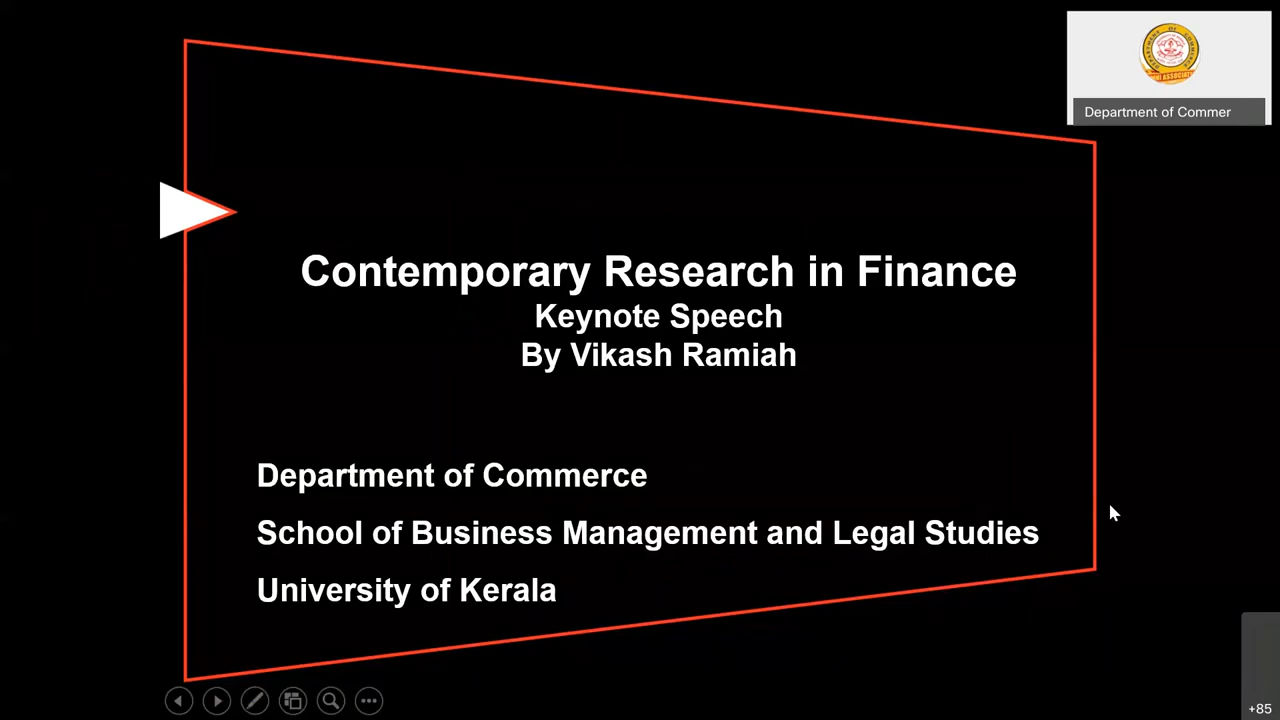 Department of Commer
Contemporary Research in Finance
Keynote Speech
By Vikash Ramiah
Department of Commerce
School of Business Management and Legal Studies
University of Kerala
+85